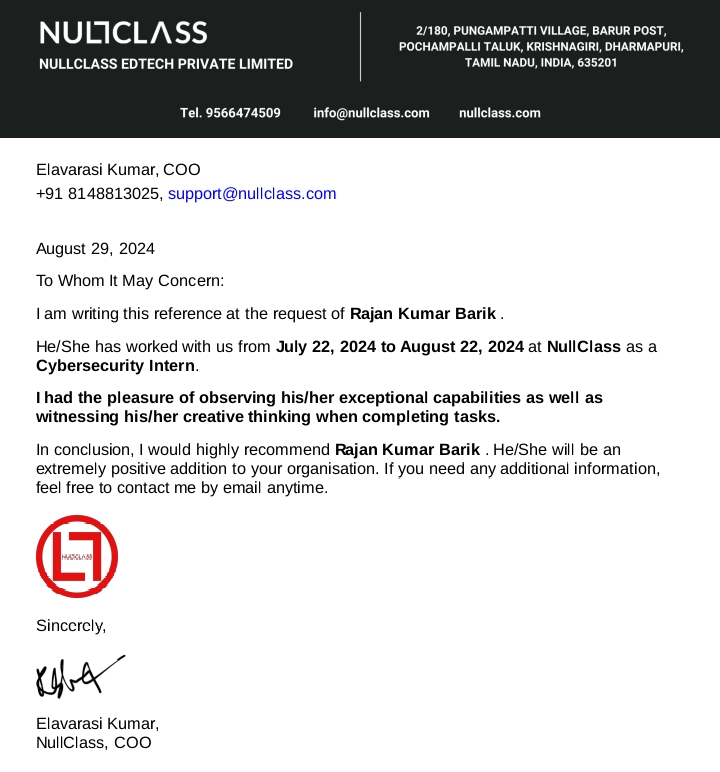 NULLCLASS
NULLCLASS EDTECH PRIVATE LIMITED
2/180, PUNGAMPATTI VILLAGE, BARUR POST,
POCHAMPALLI TALUK, KRISHNAGIRI, DHARMAPURI,
TAMIL NADU, INDIA, 635201
Tel. 9566474509 info@nullclass.com nullclass.com
Elavarasi Kumar, COO
+91 8148813025, support@nullclass.com
August 29, 2024
To Whom It May Concern:
I am writing this reference at the request of Rajan Kumar Barik .
He/She has worked with us from July 22, 2024 to August 22, 2024 at NullClass as a
Cybersecurity Intern.
I had the pleasure of observing his/her exceptional capabilities as well as
witnessing his/her creative thinking when completing tasks.
In conclusion, I would highly recommend Rajan Kumar Barik . He/She will be an
extremely positive addition to your organisation. If you need any additional information,
feel free to contact me by email anytime.
NULLCLASS
Sincerely,
Elavarasi Kumar,
NullClass, COO